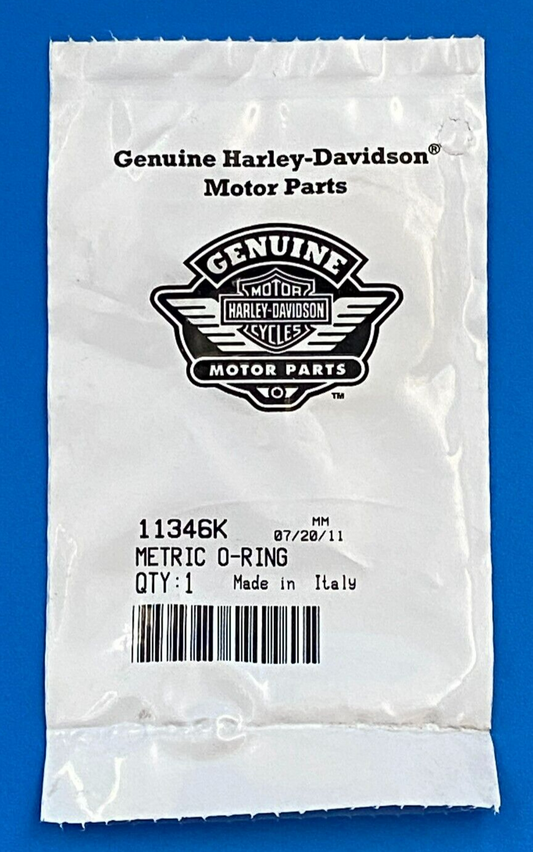 Genuine Harley-Davidson®
Motor Parts
GENUINE
MOTOR
HARLEY-DAVIDSON
CYCLES
MOTOR PARTS
TM
11346K MM
07/20/11
METRIC O-RING
QTY:1 Made in Italy